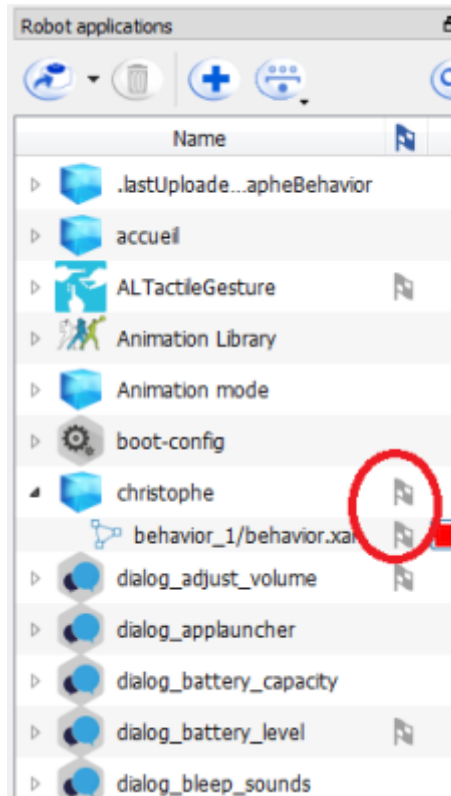 Robot applications
Name
.lastUploade...apheBehavior
accueil
ALTactileGesture
Animation Library
Animation mode
boot-config
christophe
behavior_1/behavior.xar
dialog_adjust_volume
dialog_applauncher
dialog_battery_capacity
dialog_battery_level
dialog_bleep_sounds